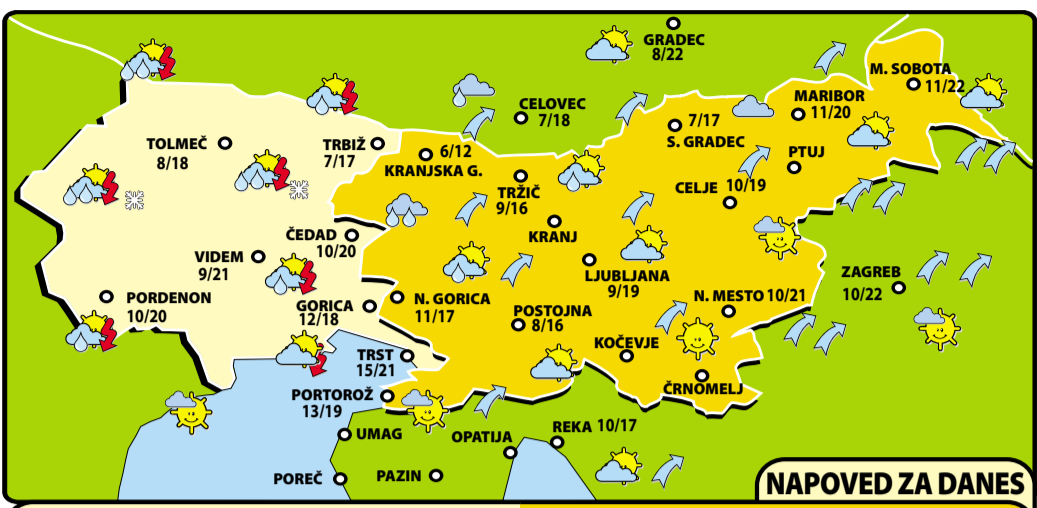 GRADEC
8/22
M. SOBOTA
11/22
CELOVEC
7/18
MARIBOR
11/20
7/17
S. GRADEC
TOLMEČ
8/18
TRBIŽ
7/17
6/12
KRANJSKA G.
PTUJ
TRŽIČ
9/16
CELJE 10/19
KRANJ
ČEDAD
10/20
VIDEM
9/21
LJUBLJANA
9/19
ZAGREB
10/22
PORDENON
10/20
GORICA
12/18
N. GORICA
11/17
N. MESTO 10/21
POSTOJNA
8/16
KOČEVJE
TRST
15/21
ČRNOMELJ
PORTOROŽ
13/19
UMAG
OPATIJA
REKA 10/17
POREČ
PAZIN
NAPOVED ZA DANES